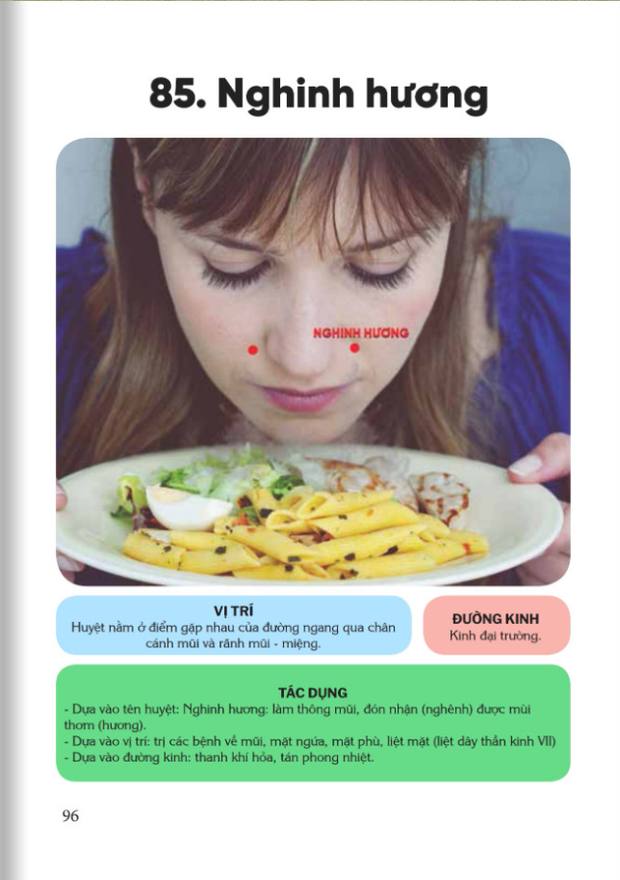 85. Nghinh hương
NGHINH HƯƠNG
VỊ TRÍ
Huyệt nằm ở điểm gặp nhau của đường ngang qua chân
cánh mũi và rãnh mũi - miệng.
ĐƯỜNG KINH
Kinh đại trường.
TÁC DỤNG
- Dựa vào tên huyệt: Nghinh hương: làm thông mũi, đón nhận (nghênh) được mùi
thơm (hương).
- Dựa vào vị trí: trị các bệnh về mũi, mặt ngứa, mặt phù, liệt mặt (liệt dây thần kinh VII)
- Dựa vào đường kinh: thanh khí hỏa, tán phong nhiệt.
96